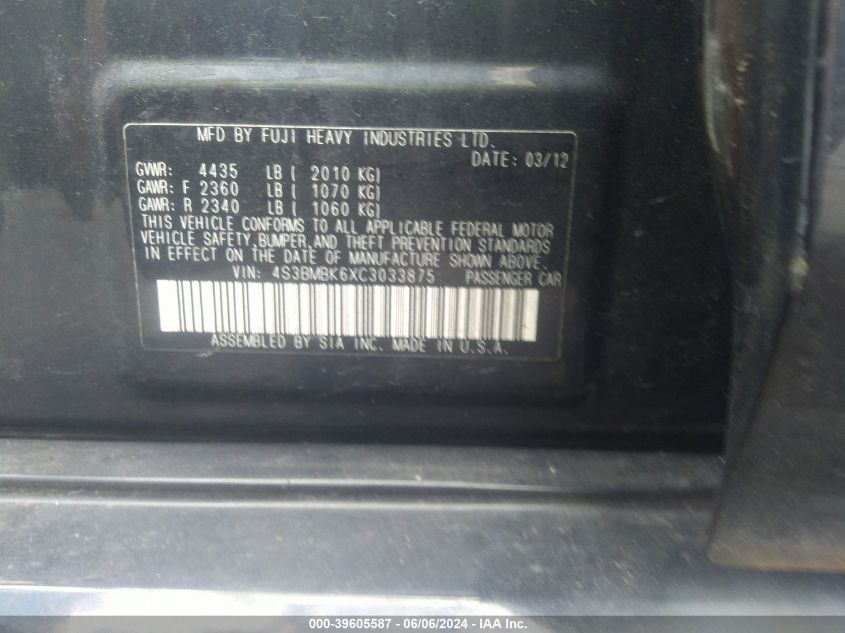 MFD BY FUJI HEAVY INDUSTRIES LTD.
DATE: 03/12
GVWR: 4435 LB ( 2010 KG)
GAWR: F 2360 LB ( 1070 KG)
GAWR: R 2340 LB ( 1060 KG)
THIS VEHICLE CONFORMS TO ALL APPLICABLE FEDERAL MOTOR
VEHICLE SAFETY,BUMPER,AND THEFT PREVENTION STANDARDS
IN EFFECT ON THE DATE OF MANUFACTURE SHOWN ABOVE.
VIN: 4S3BMBK6XC3033875 PASSENGER CAR
ASSEMBLED BY SIA INC. MADE IN U.S.A.
000-39605587 - 06/06/2024 - IAA Inc.